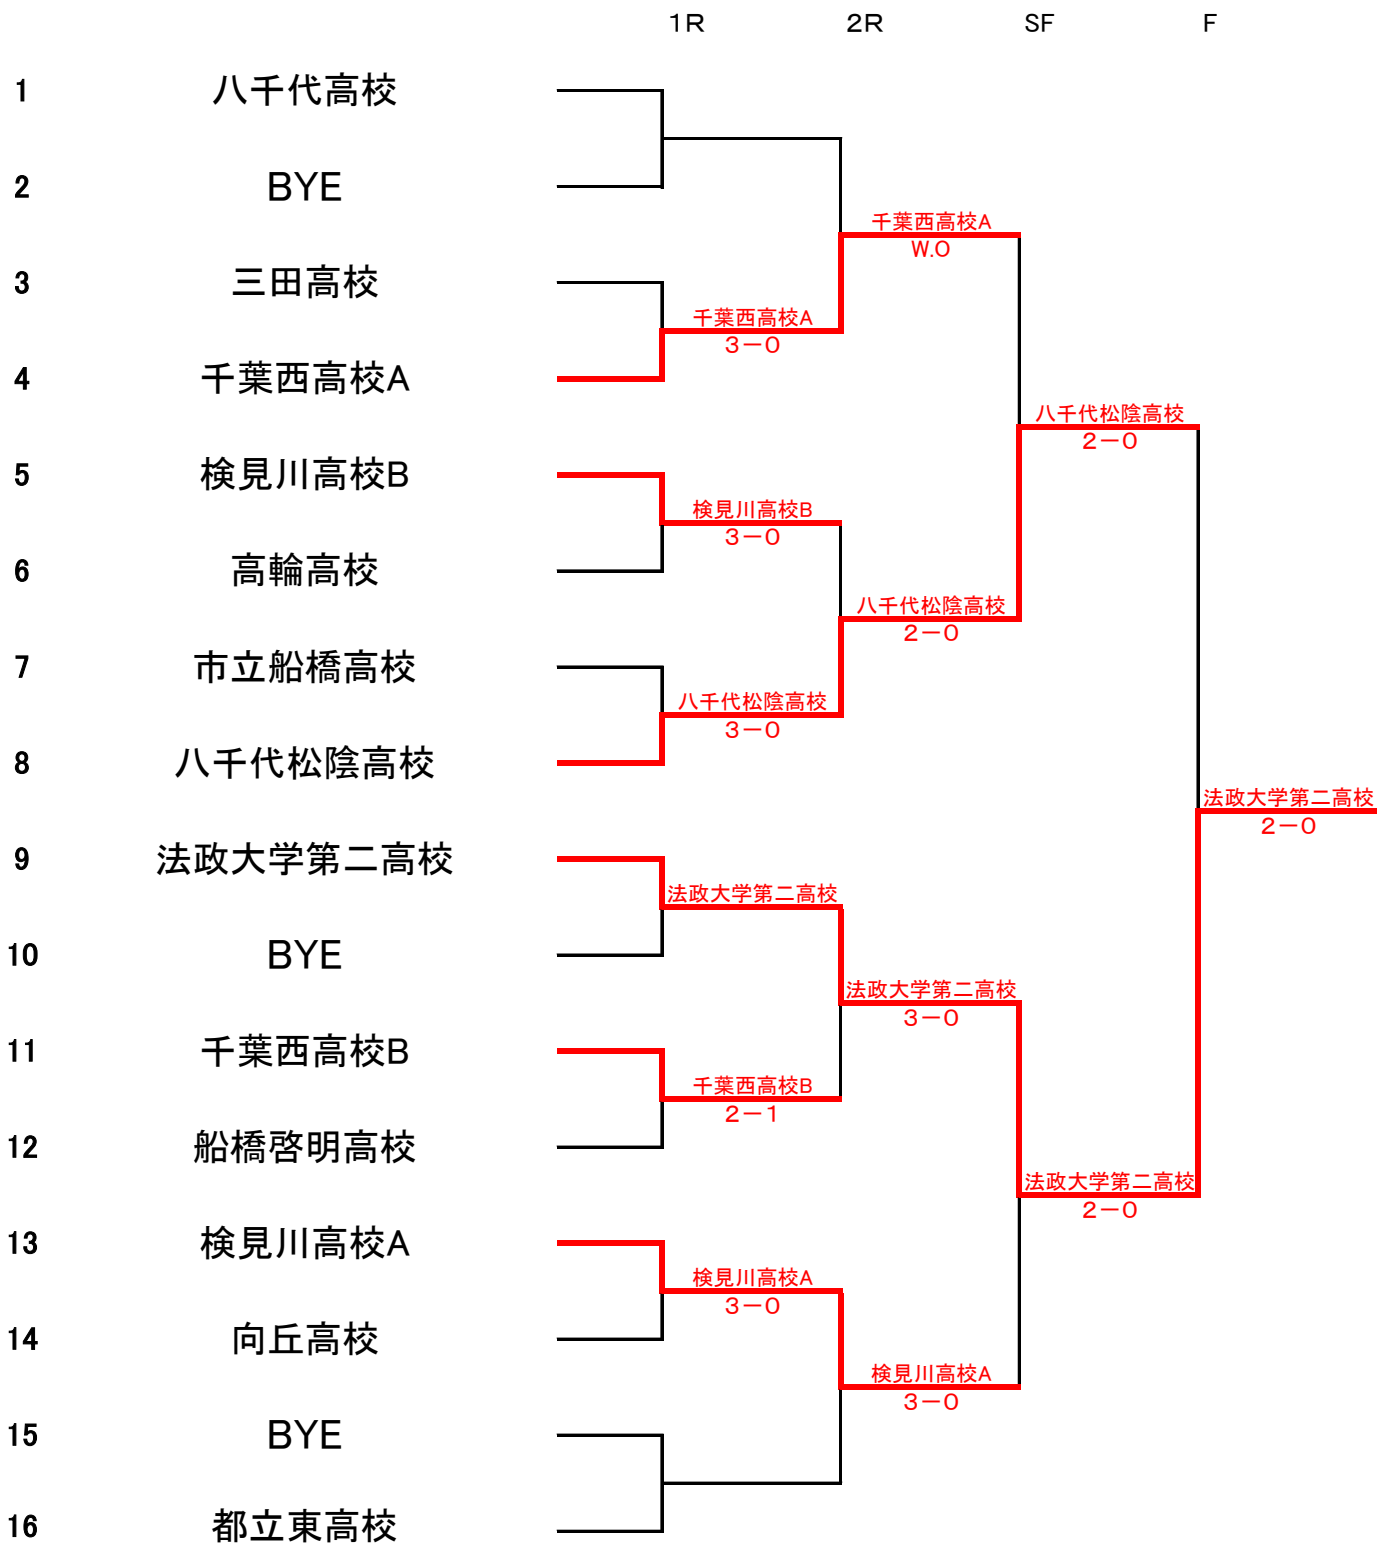 1R 2R SF F
1 八千代高校
2 BYE
千葉西高校A
W.O
3 三田高校
千葉西高校A
3－0
4 千葉西高校A
八千代松陰高校
2－0
5 検見川高校B
検見川高校B
3－0
6 高輪高校
八千代松陰高校
2－0
7 市立船橋高校
八千代松陰高校
3－0
8 八千代松陰高校
法政大学第二高校
2－0
9 法政大学第二高校
法政大学第二高校
10 BYE
法政大学第二高校
3－0
11 千葉西高校B
千葉西高校B
2－1
12 船橋啓明高校
法政大学第二高校
2－0
13 検見川高校A
検見川高校A
3－0
14 向丘高校
検見川高校A
3－0
15 BYE
16 都立東高校